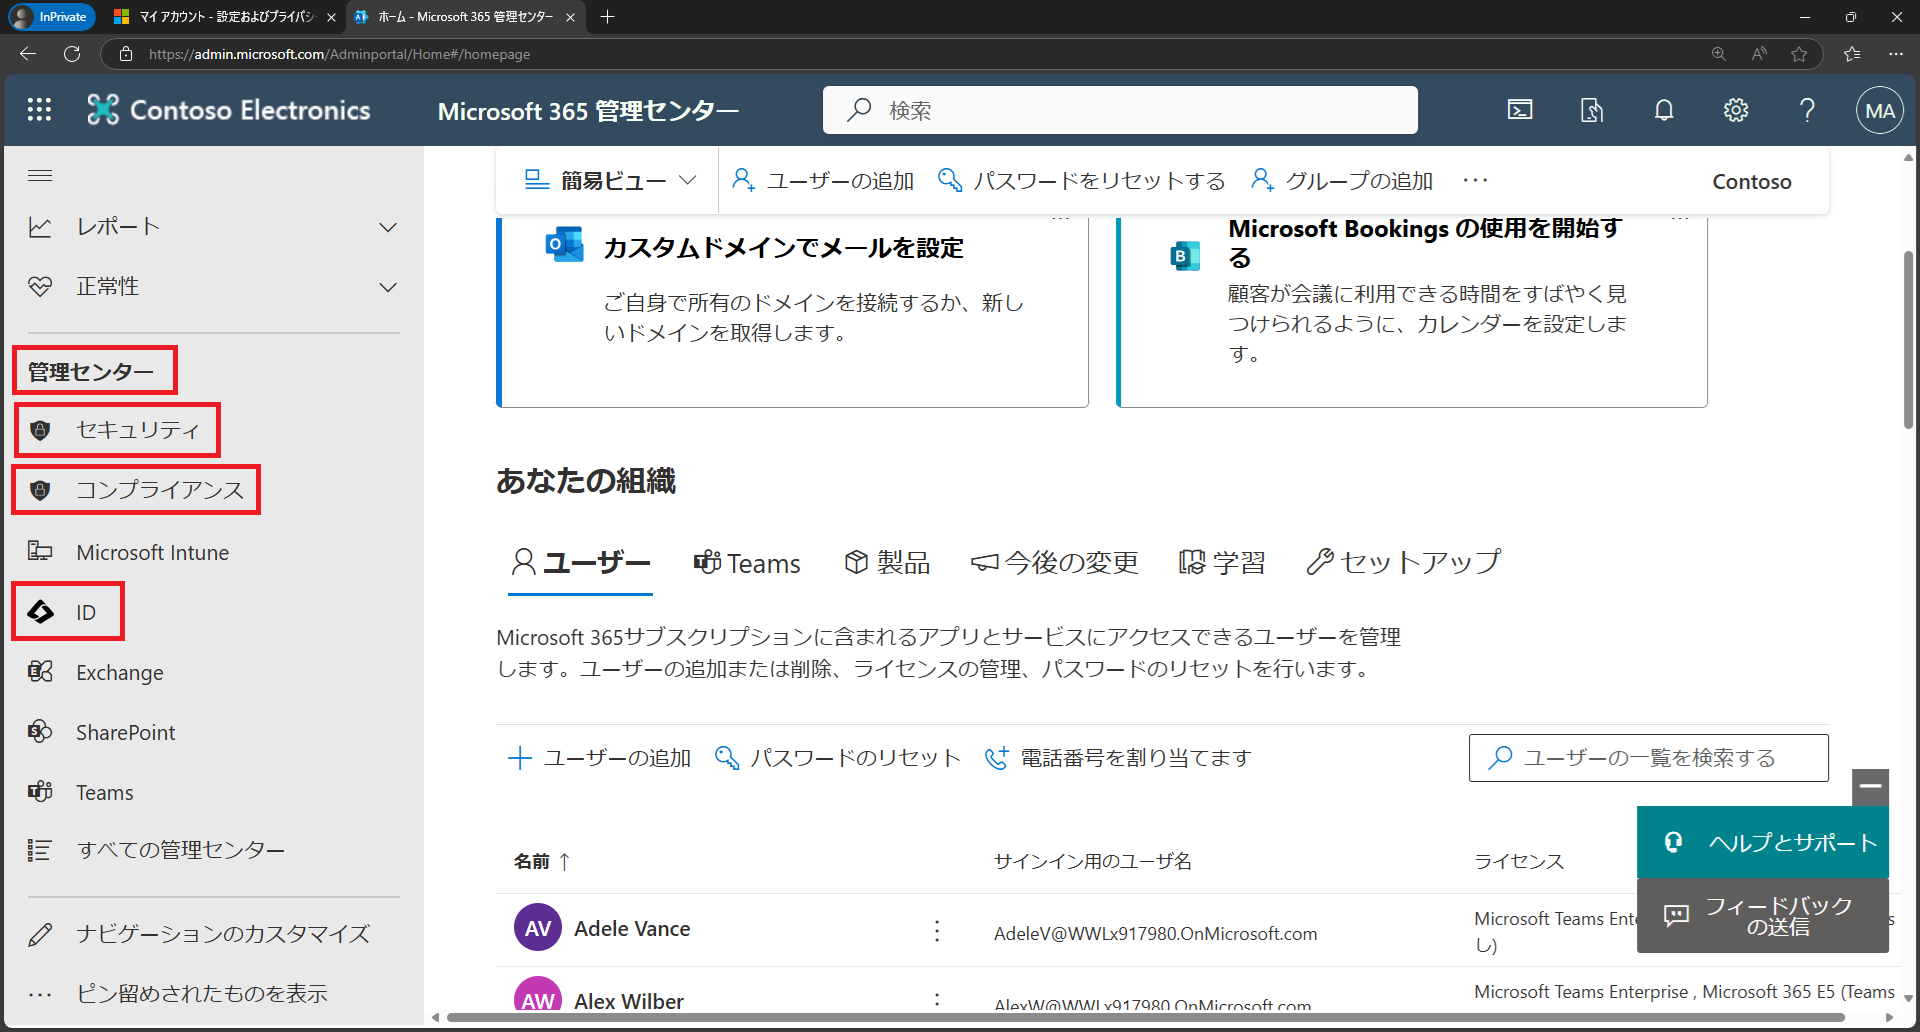 InPrivate
マイ アカウント - 設定およびプライバシ
ホーム - Microsoft 365 管理センター
https://admin.microsoft.com/Adminportal/Home#/homepage
Contoso Electronics
Microsoft 365 管理センター
検索
MA
簡易ビュー
ユーザーの追加
パスワードをリセットする
グループの追加
Contoso
レポート
正常性
管理センター
セキュリティ
コンプライアンス
Microsoft Intune
ID
Exchange
SharePoint
Teams
すべての管理センター
ナビゲーションのカスタマイズ
ピン留めされたものを表示
カスタムドメインでメールを設定
ご自身で所有のドメインを接続するか、新し
いドメインを取得します。
Microsoft Bookings の使用を開始す
る
顧客が会議に利用できる時間をすばやく見
つけられるように、カレンダーを設定しま
す。
あなたの組織
ユーザー
Teams
製品
今後の変更
学習
セットアップ
Microsoft 365サブスクリプションに含まれるアプリとサービスにアクセスできるユーザーを管理
します。ユーザーの追加または削除、ライセンスの管理、パスワードのリセットを行います。
ユーザーの追加
パスワードのリセット
電話番号を割り当てます
ユーザーの一覧を検索する
名前 ↑
サインイン用のユーザ名
ライセンス
AV
Adele Vance
AdeleV@WWLx917980.OnMicrosoft.com
Microsoft Teams Ente
し)
AW
Alex Wilber
AlexW@WWLx917980.OnMicrosoft.com
Microsoft Teams Enterprise , Microsoft 365 E5 (Teams
ヘルプとサポート
フィードバック
の送信